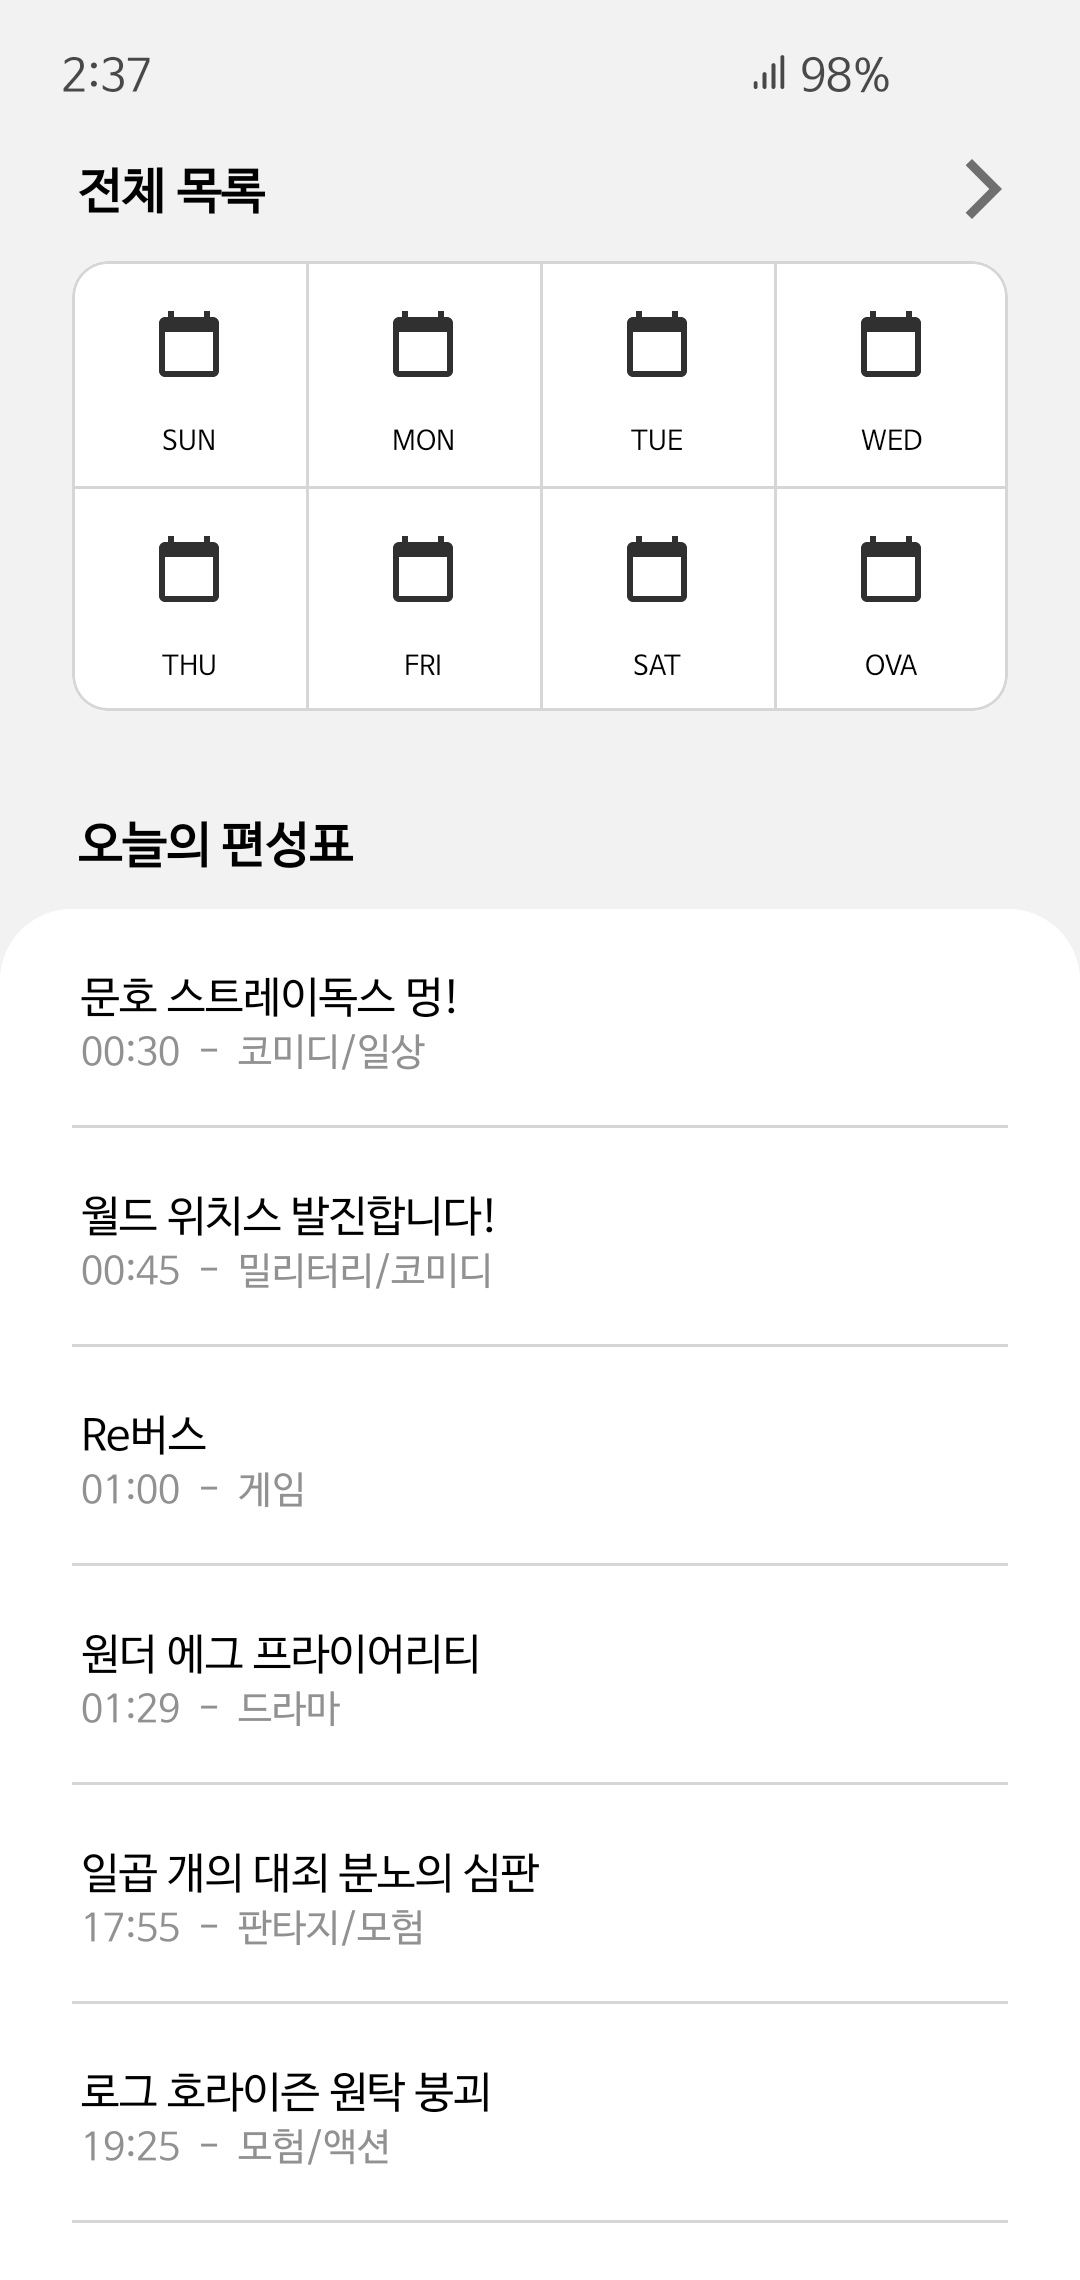 2:37 98%
전체 목록
SUN MON TUE WED
THU FRI SAT OVA
오늘의 편성표
문호 스트레이독스 멍!
00:30 – 코미디/일상
월드 위치스 발진합니다!
00:45 – 밀리터리/코미디
Re버스
01:00 – 게임
원더 에그 프라이어리티
01:29 – 드라마
일곱 개의 대죄 분노의 심판
17:55 – 판타지/모험
로그 호라이즌 원탁 붕괴
19:25 – 모험/액션